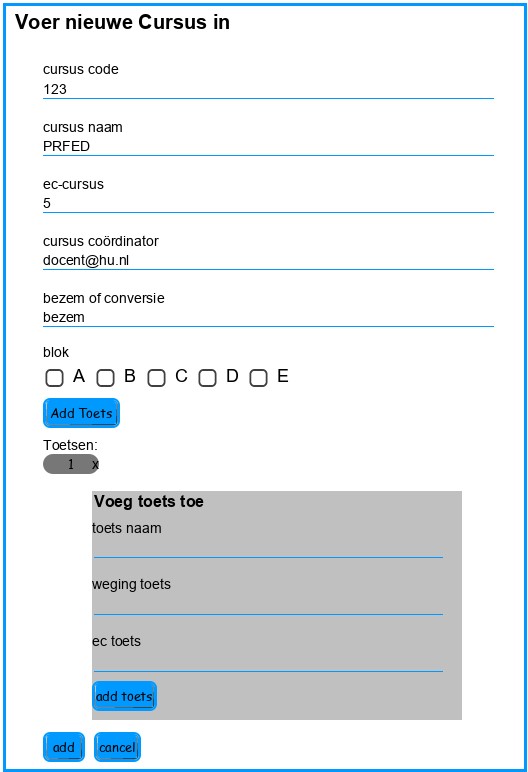 Voer nieuwe Cursus in
cursus code
123
cursus naam
PRFED
ec-cursus
5
cursus coördinator
docent@hu.nl
bezem of conversie
bezem
blok
A B C D E
Add Toets
Toetsen:
1 x
Voeg toets toe
toets naam
weging toets
ec toets
add toets
add cancel